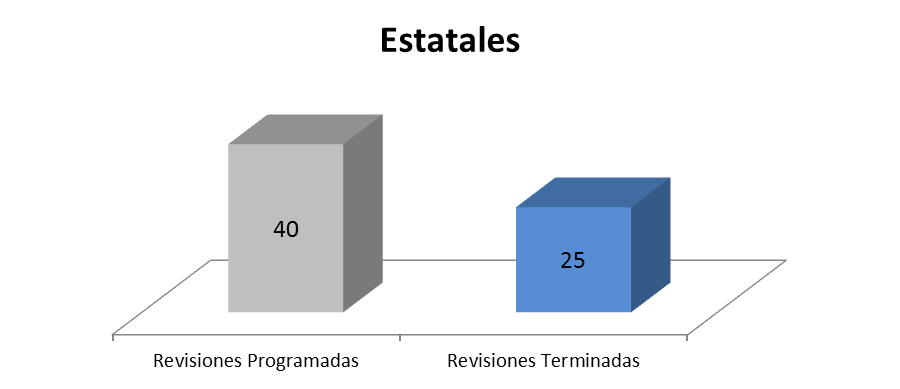 Estatales
40
25
Revisiones Programadas
Revisiones Terminadas